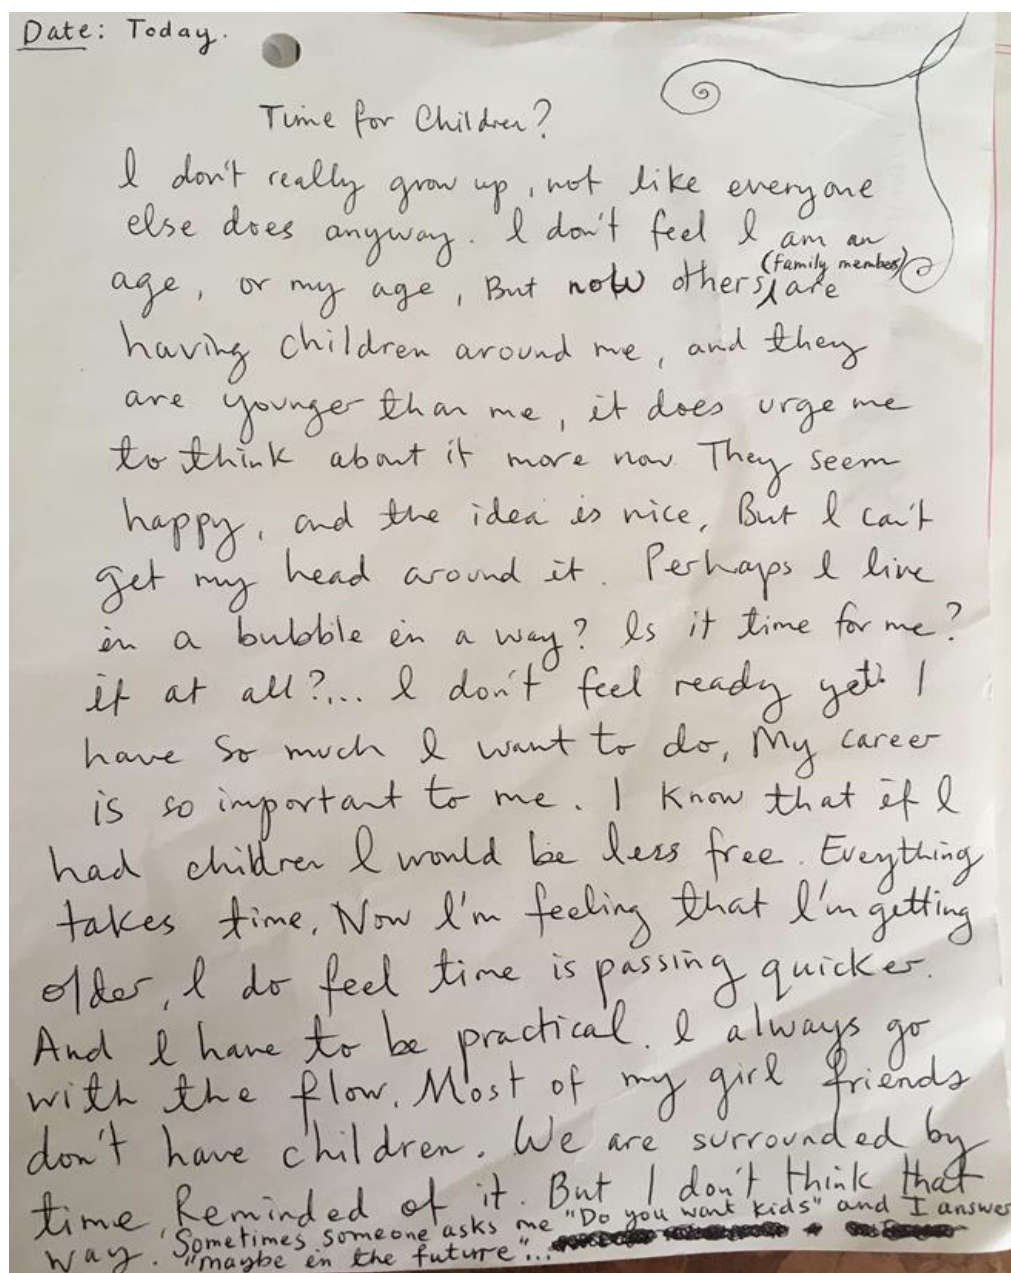 Date: Today.
Time for Children?
I don't really grow up, not like everyone
else does anyway. I don't feel I am an
(family members)
age, or my age, But now others are
having children around me, and they
are younger than me, it does urge me
to think about it more now. They seem
happy, and the idea is nice, But I can't
get my head around it. Perhaps I live
in a bubble in a way? Is it time for me?
if at all?... I don't feel ready yet. I
have so much I want to do, My career
is so important to me. I know that if I
had children I would be less free. Everything
takes time. Now I'm feeling that I'm getting
older, I do feel time is passing quicker.
And I have to be practical. I always go
with the flow. Most of my girl friends
don't have children. We are surrounded by
time, Reminded of it. But I don't think that
way. Sometimes someone asks me "Do you want kids" and I answer
"maybe in the future"...